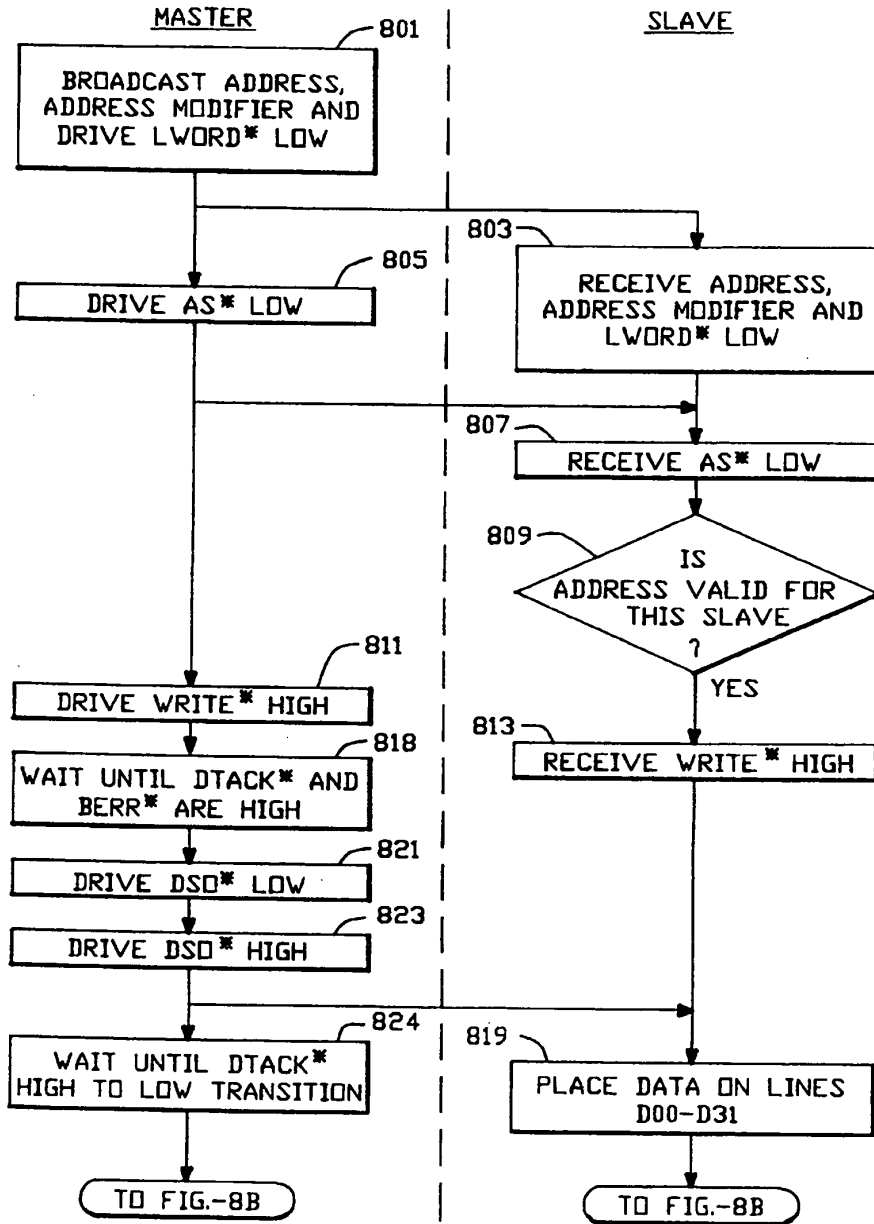 MASTER
SLAVE
801
BROADCAST ADDRESS,
ADDRESS MODIFIER AND
DRIVE LWORD* LOW
803
RECEIVE ADDRESS,
ADDRESS MODIFIER AND
LWORD* LOW
805
DRIVE AS* LOW
807
RECEIVE AS* LOW
809
IS
ADDRESS VALID FOR
THIS SLAVE
?
YES
811
DRIVE WRITE* HIGH
813
RECEIVE WRITE* HIGH
818
WAIT UNTIL DTACK* AND
BERR* ARE HIGH
821
DRIVE DS0* LOW
823
DRIVE DS0* HIGH
824
WAIT UNTIL DTACK*
HIGH TO LOW TRANSITION
819
PLACE DATA ON LINES
D00-D31
TO FIG.-8B
TO FIG.-8B